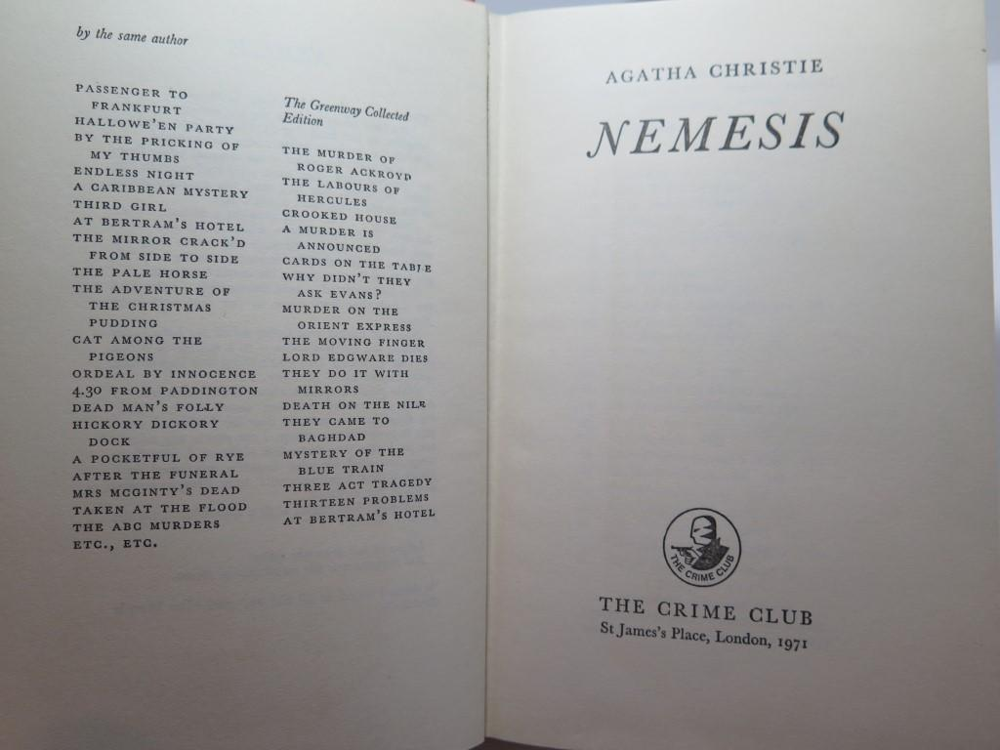 by the same author
PASSENGER TO
FRANKFURT
HALLOWE'EN PARTY
BY THE PRICKING OF
MY THUMBS
ENDLESS NIGHT
A CARIBBEAN MYSTERY
THIRD GIRL
AT BERTRAM'S HOTEL
THE MIRROR CRACK'D
FROM SIDE TO SIDE
THE PALE HORSE
THE ADVENTURE OF
THE CHRISTMAS
PUDDING
CAT AMONG THE
PIGEONS
ORDEAL BY INNOCENCE
4.30 FROM PADDINGTON
DEAD MAN'S FOLLY
HICKORY DICKORY
DOCK
A POCKETFUL OF RYE
AFTER THE FUNERAL
MRS MCGINTY'S DEAD
TAKEN AT THE FLOOD
THE ABC MURDERS
ETC., ETC.
The Greenway Collected
Edition
THE MURDER OF
ROGER ACKROYD
THE LABOURS OF
HERCULES
CROOKED HOUSE
A MURDER IS
ANNOUNCED
CARDS ON THE TABLE
WHY DIDN'T THEY
ASK EVANS?
MURDER ON THE
ORIENT EXPRESS
THE MOVING FINGER
LORD EDGWARE DIES
THEY DO IT WITH
MIRRORS
DEATH ON THE NILE
THEY CAME TO
BAGHDAD
MYSTERY OF THE
BLUE TRAIN
THREE ACT TRAGEDY
THIRTEEN PROBLEMS
AT BERTRAM'S HOTEL
AGATHA CHRISTIE
NEMESIS
THE CRIME CLUB
THE CRIME CLUB
St James's Place, London, 1971